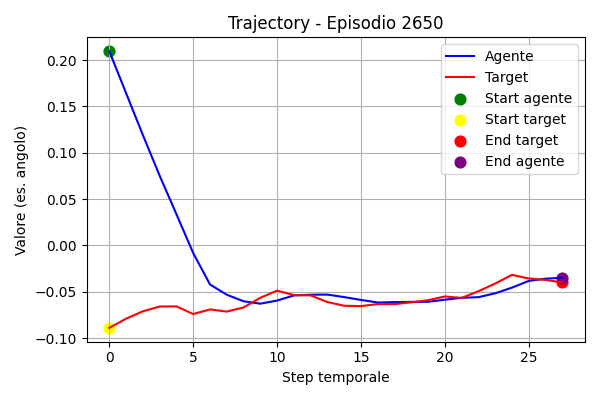 Trajectory - Episodio 2650
Valore (es. angolo)
0.20
0.15
0.10
0.05
0.00
−0.05
−0.10
Agente
Target
Start agente
Start target
End target
End agente
0
5
10
15
20
25
Step temporale